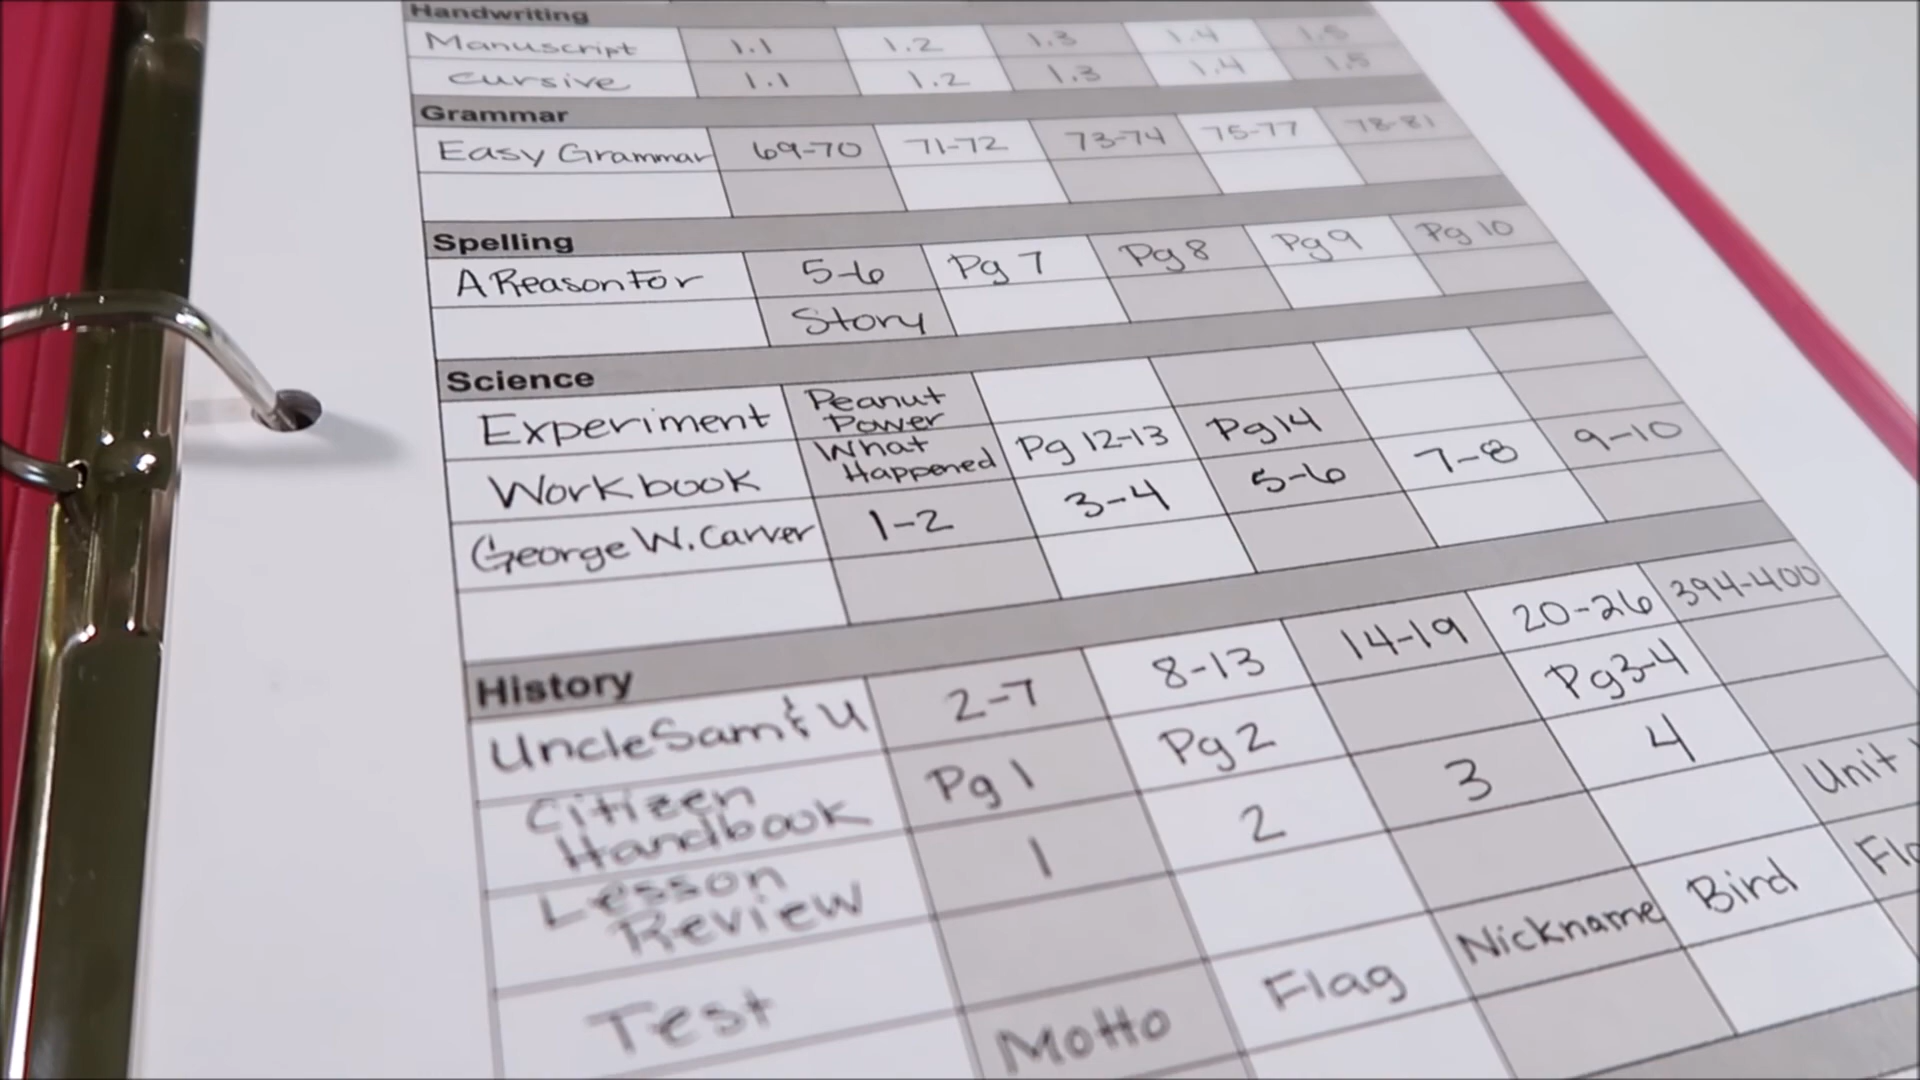 Handwriting
Manuscript 1.1 1.2 1.3 1.4 1.5
cursive 1.1 1.2 1.3 1.4 1.5
Grammar
Easy Grammar 69-70 71-72 73-74 75-77 78-81
Spelling
A Reason For 5-6 Pg 7 Pg 8 Pg 9 Pg 10
Story
Science
Experiment Peanut Power
Workbook What Happened Pg 12-13 Pg 14
George W. Carver 1-2 3-4 5-6 7-8 9-10
History
Uncle Sam & U 2-7 8-13 14-19 20-26 394-400
Citizen Handbook Pg 1 Pg 2 Pg 3-4
Lesson Review 1 2 3 4
Test Unit
Motto Flag Nickname Bird